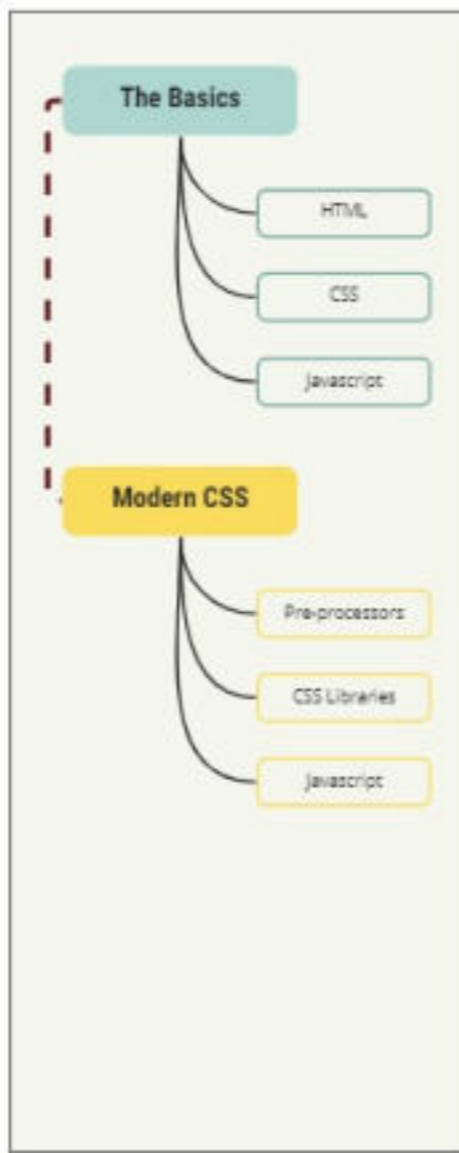 The Basics
HTML
CSS
Javascript
Modern CSS
Pre-processors
CSS Libraries
Javascript